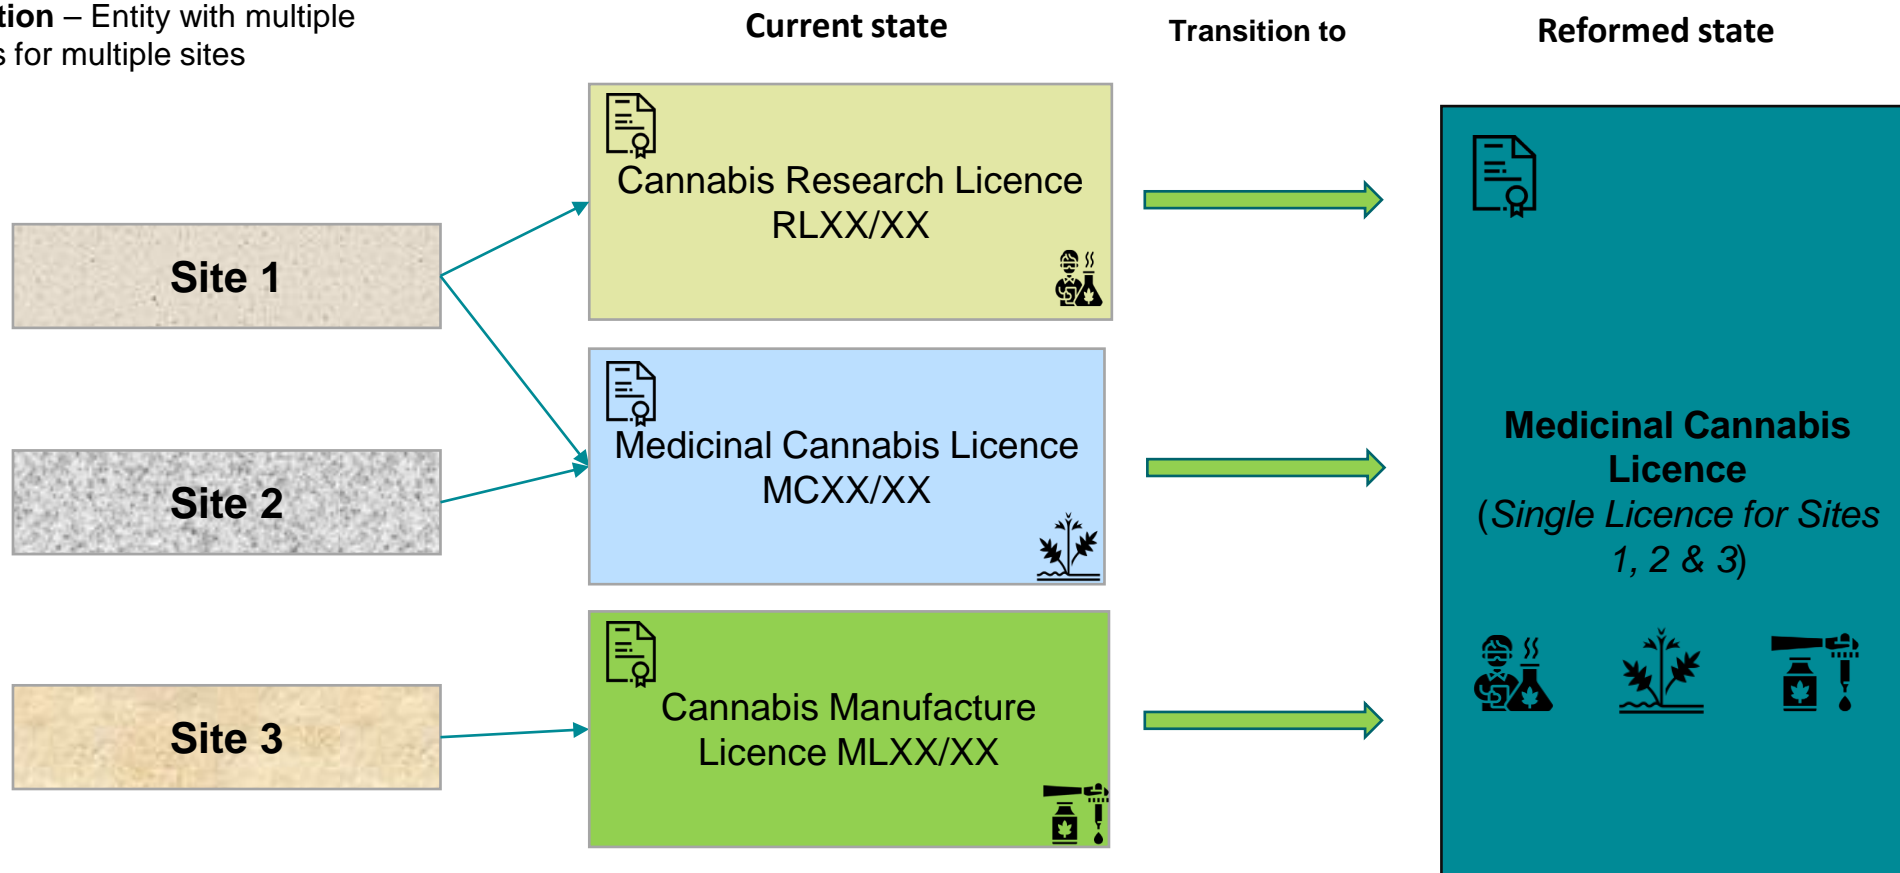 – Entity with multiple
for multiple sites
Current state
Transition to
Reformed state
Site 1
Site 2
Site 3
Cannabis Research Licence
RLXX/XX
Medicinal Cannabis Licence
MCXX/XX
Cannabis Manufacture
Licence MLXX/XX
Medicinal Cannabis
Licence
(Single Licence for Sites
1, 2 & 3)